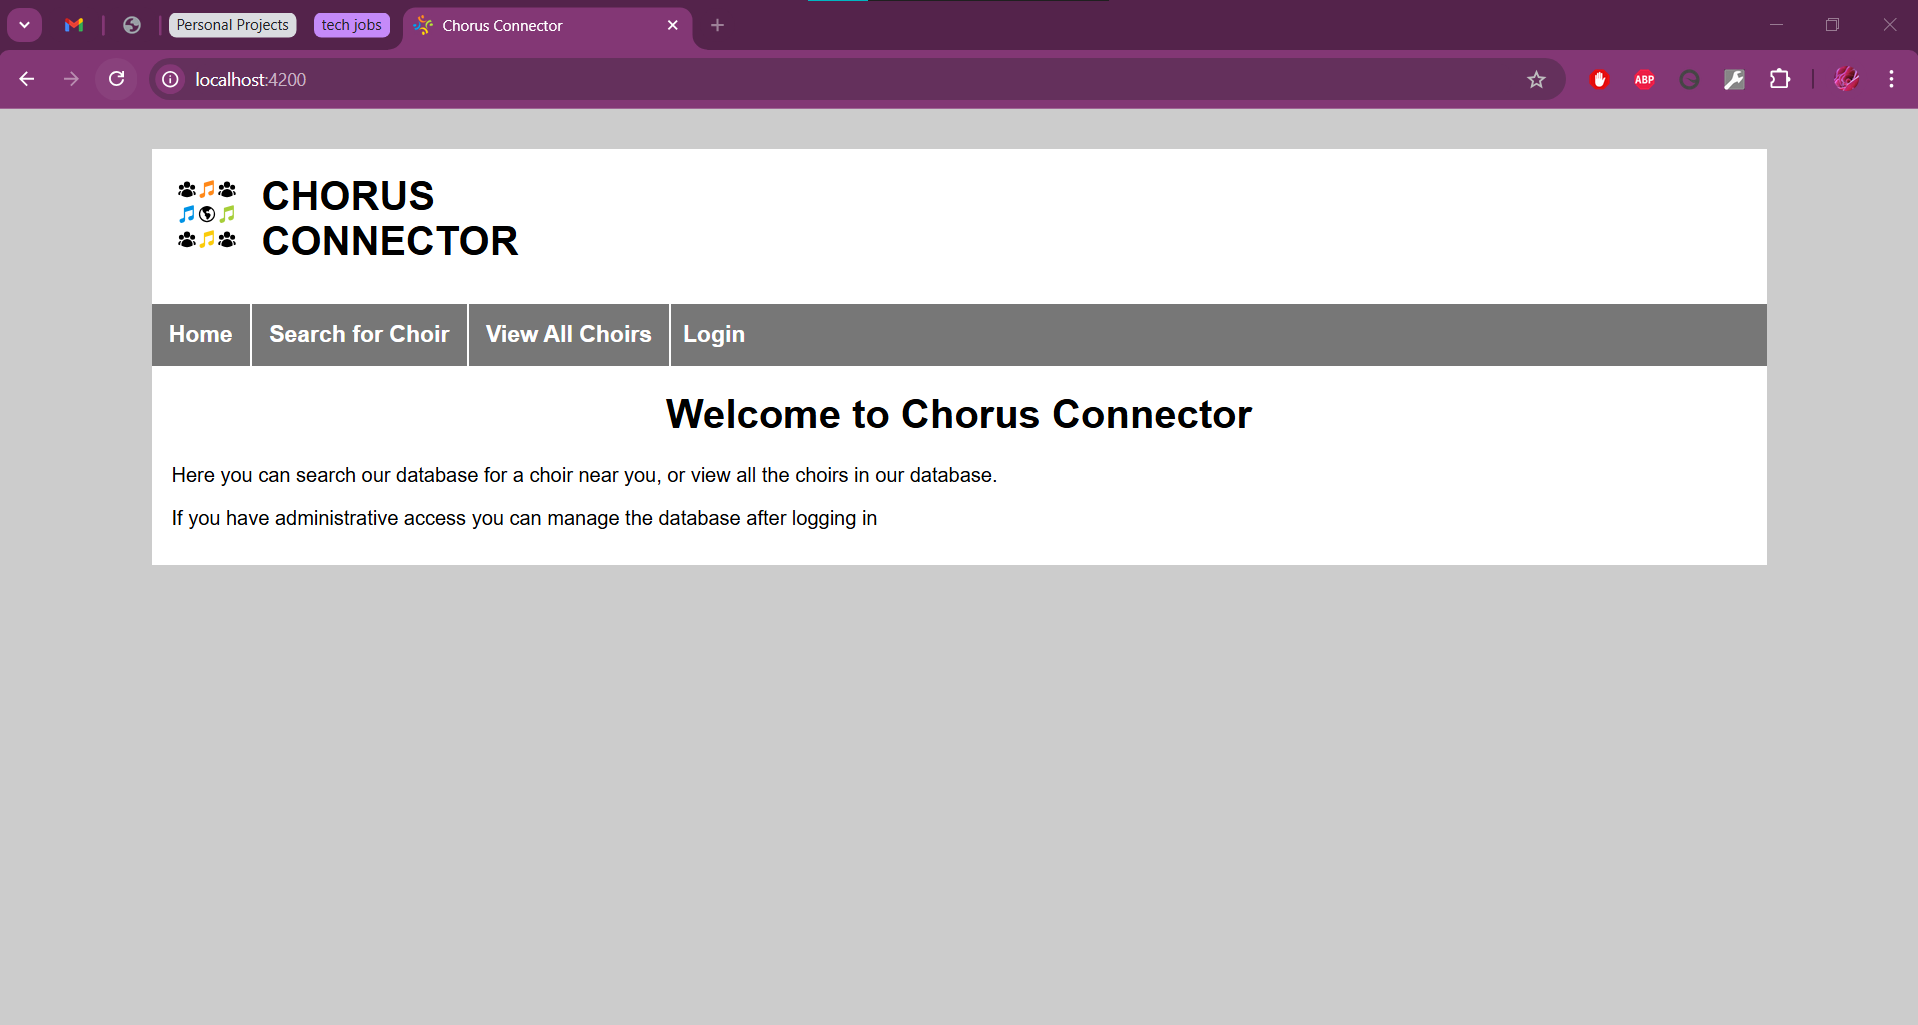 Personal Projects
tech jobs
Chorus Connector
localhost:4200
ABP
CHORUS
CONNECTOR
Home
Search for Choir
View All Choirs
Login
Welcome to Chorus Connector
Here you can search our database for a choir near you, or view all the choirs in our database.
If you have administrative access you can manage the database after logging in